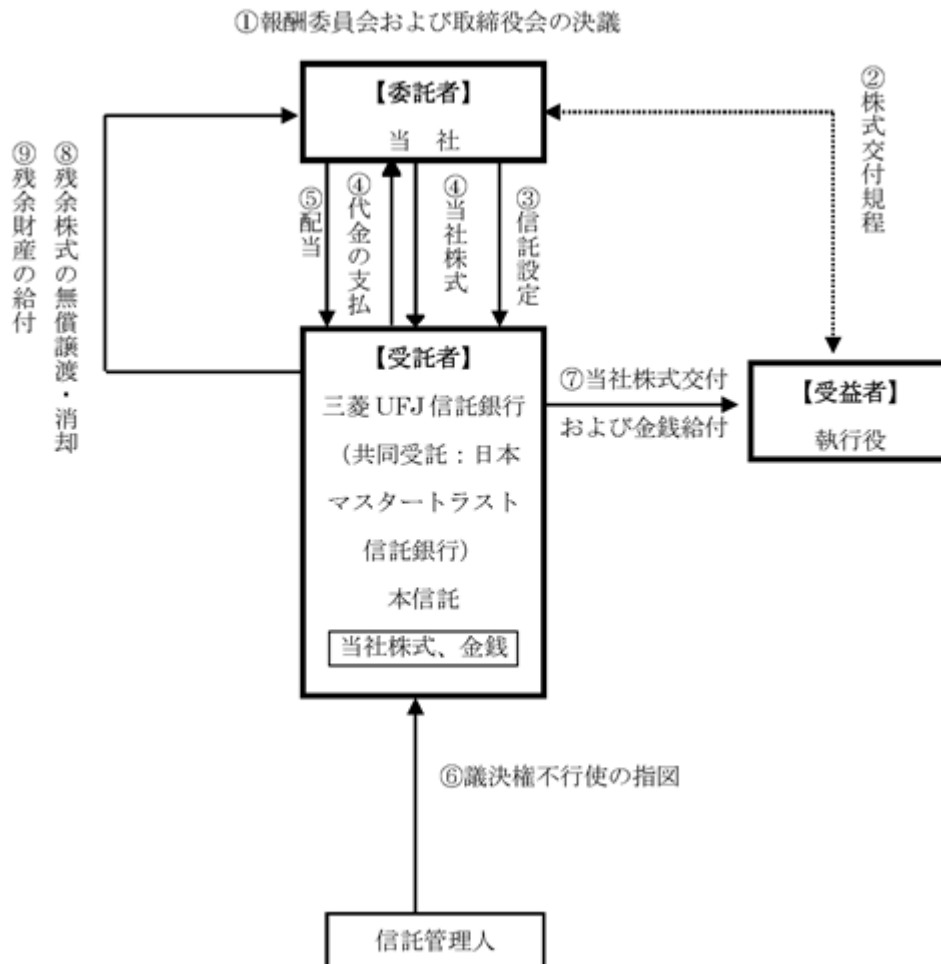 ①報酬委員会および取締役会の決議
【委託者】
当 社
②株式交付規程
⑨残余財産の給付
⑧残余株式の無償譲渡・消却
⑤配当
④代金の支払
④当社株式
③信託設定
【受託者】
三菱 UFJ 信託銀行
（共同受託：日本
マスタートラスト
信託銀行）
本信託
当社株式、金銭
⑦当社株式交付
および金銭給付
【受益者】
執行役
⑥議決権不行使の指図
信託管理人